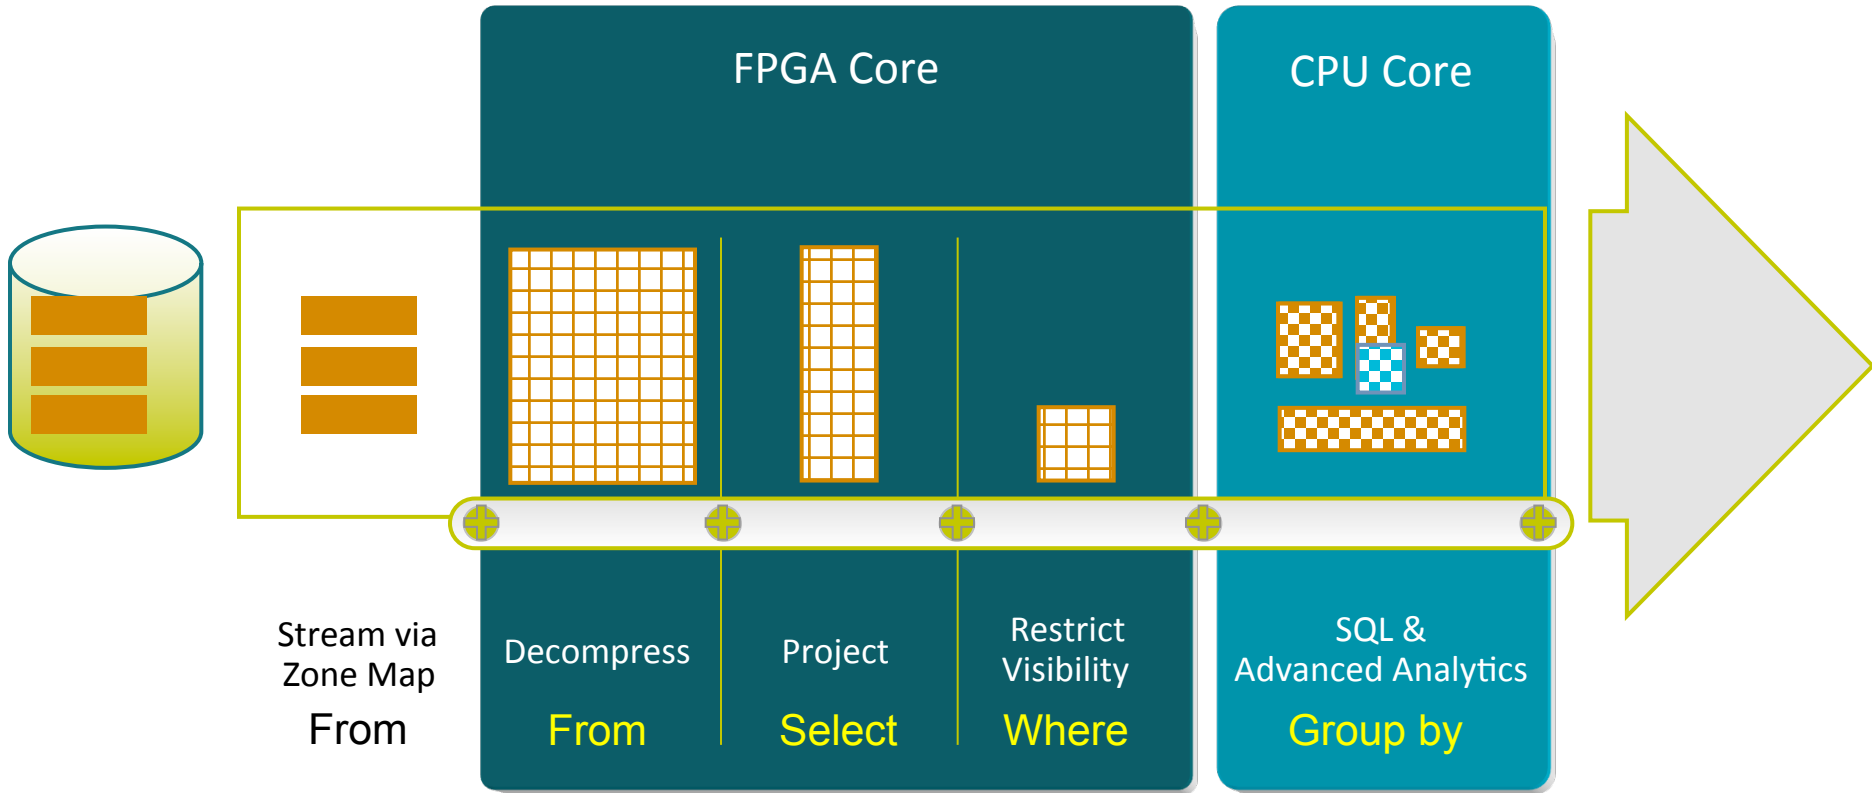 FPGA Core
CPU Core
Stream via
Zone Map
From
Decompress
From
Project
Select
Restrict
Visibility
Where
SQL &
Advanced Analytics
Group by